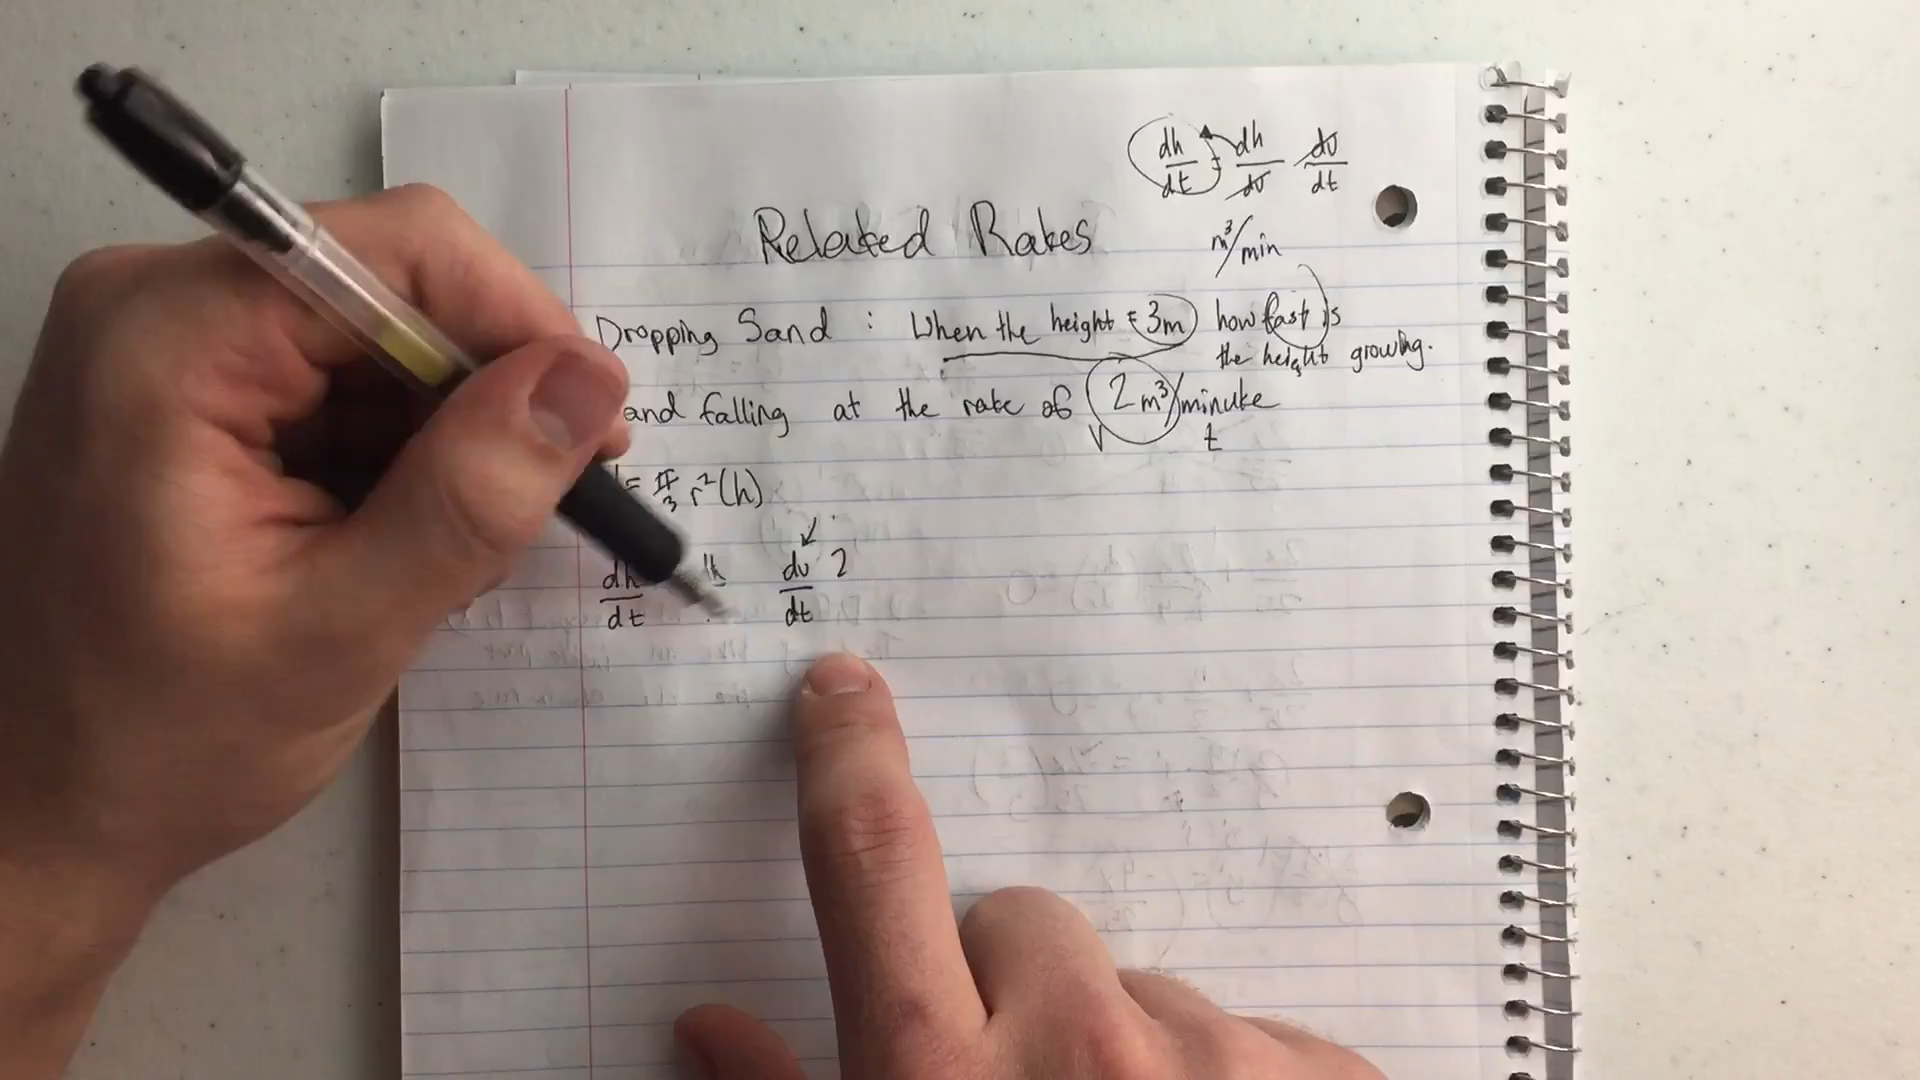 dh/dt = dh/dv dv/dt
m³/min
Related Rates
Dropping Sand : When the height = 3m how fast is
the height growing.
and falling at the rate of 2m³/minute
V t
= π/3 r²(h)
dh/dt dv/dt 2